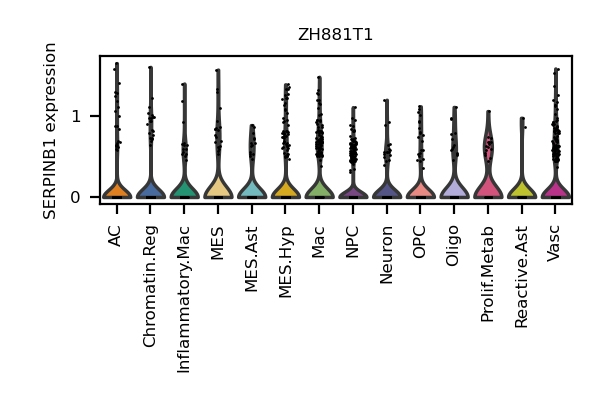 ZH881T1
SERPINB1 expression
1
0
AC
Chromatin.Reg
Inflammatory.Mac
MES
MES.Ast
MES.Hyp
Mac
NPC
Neuron
OPC
Oligo
Prolif.Metab
Reactive.Ast
Vasc